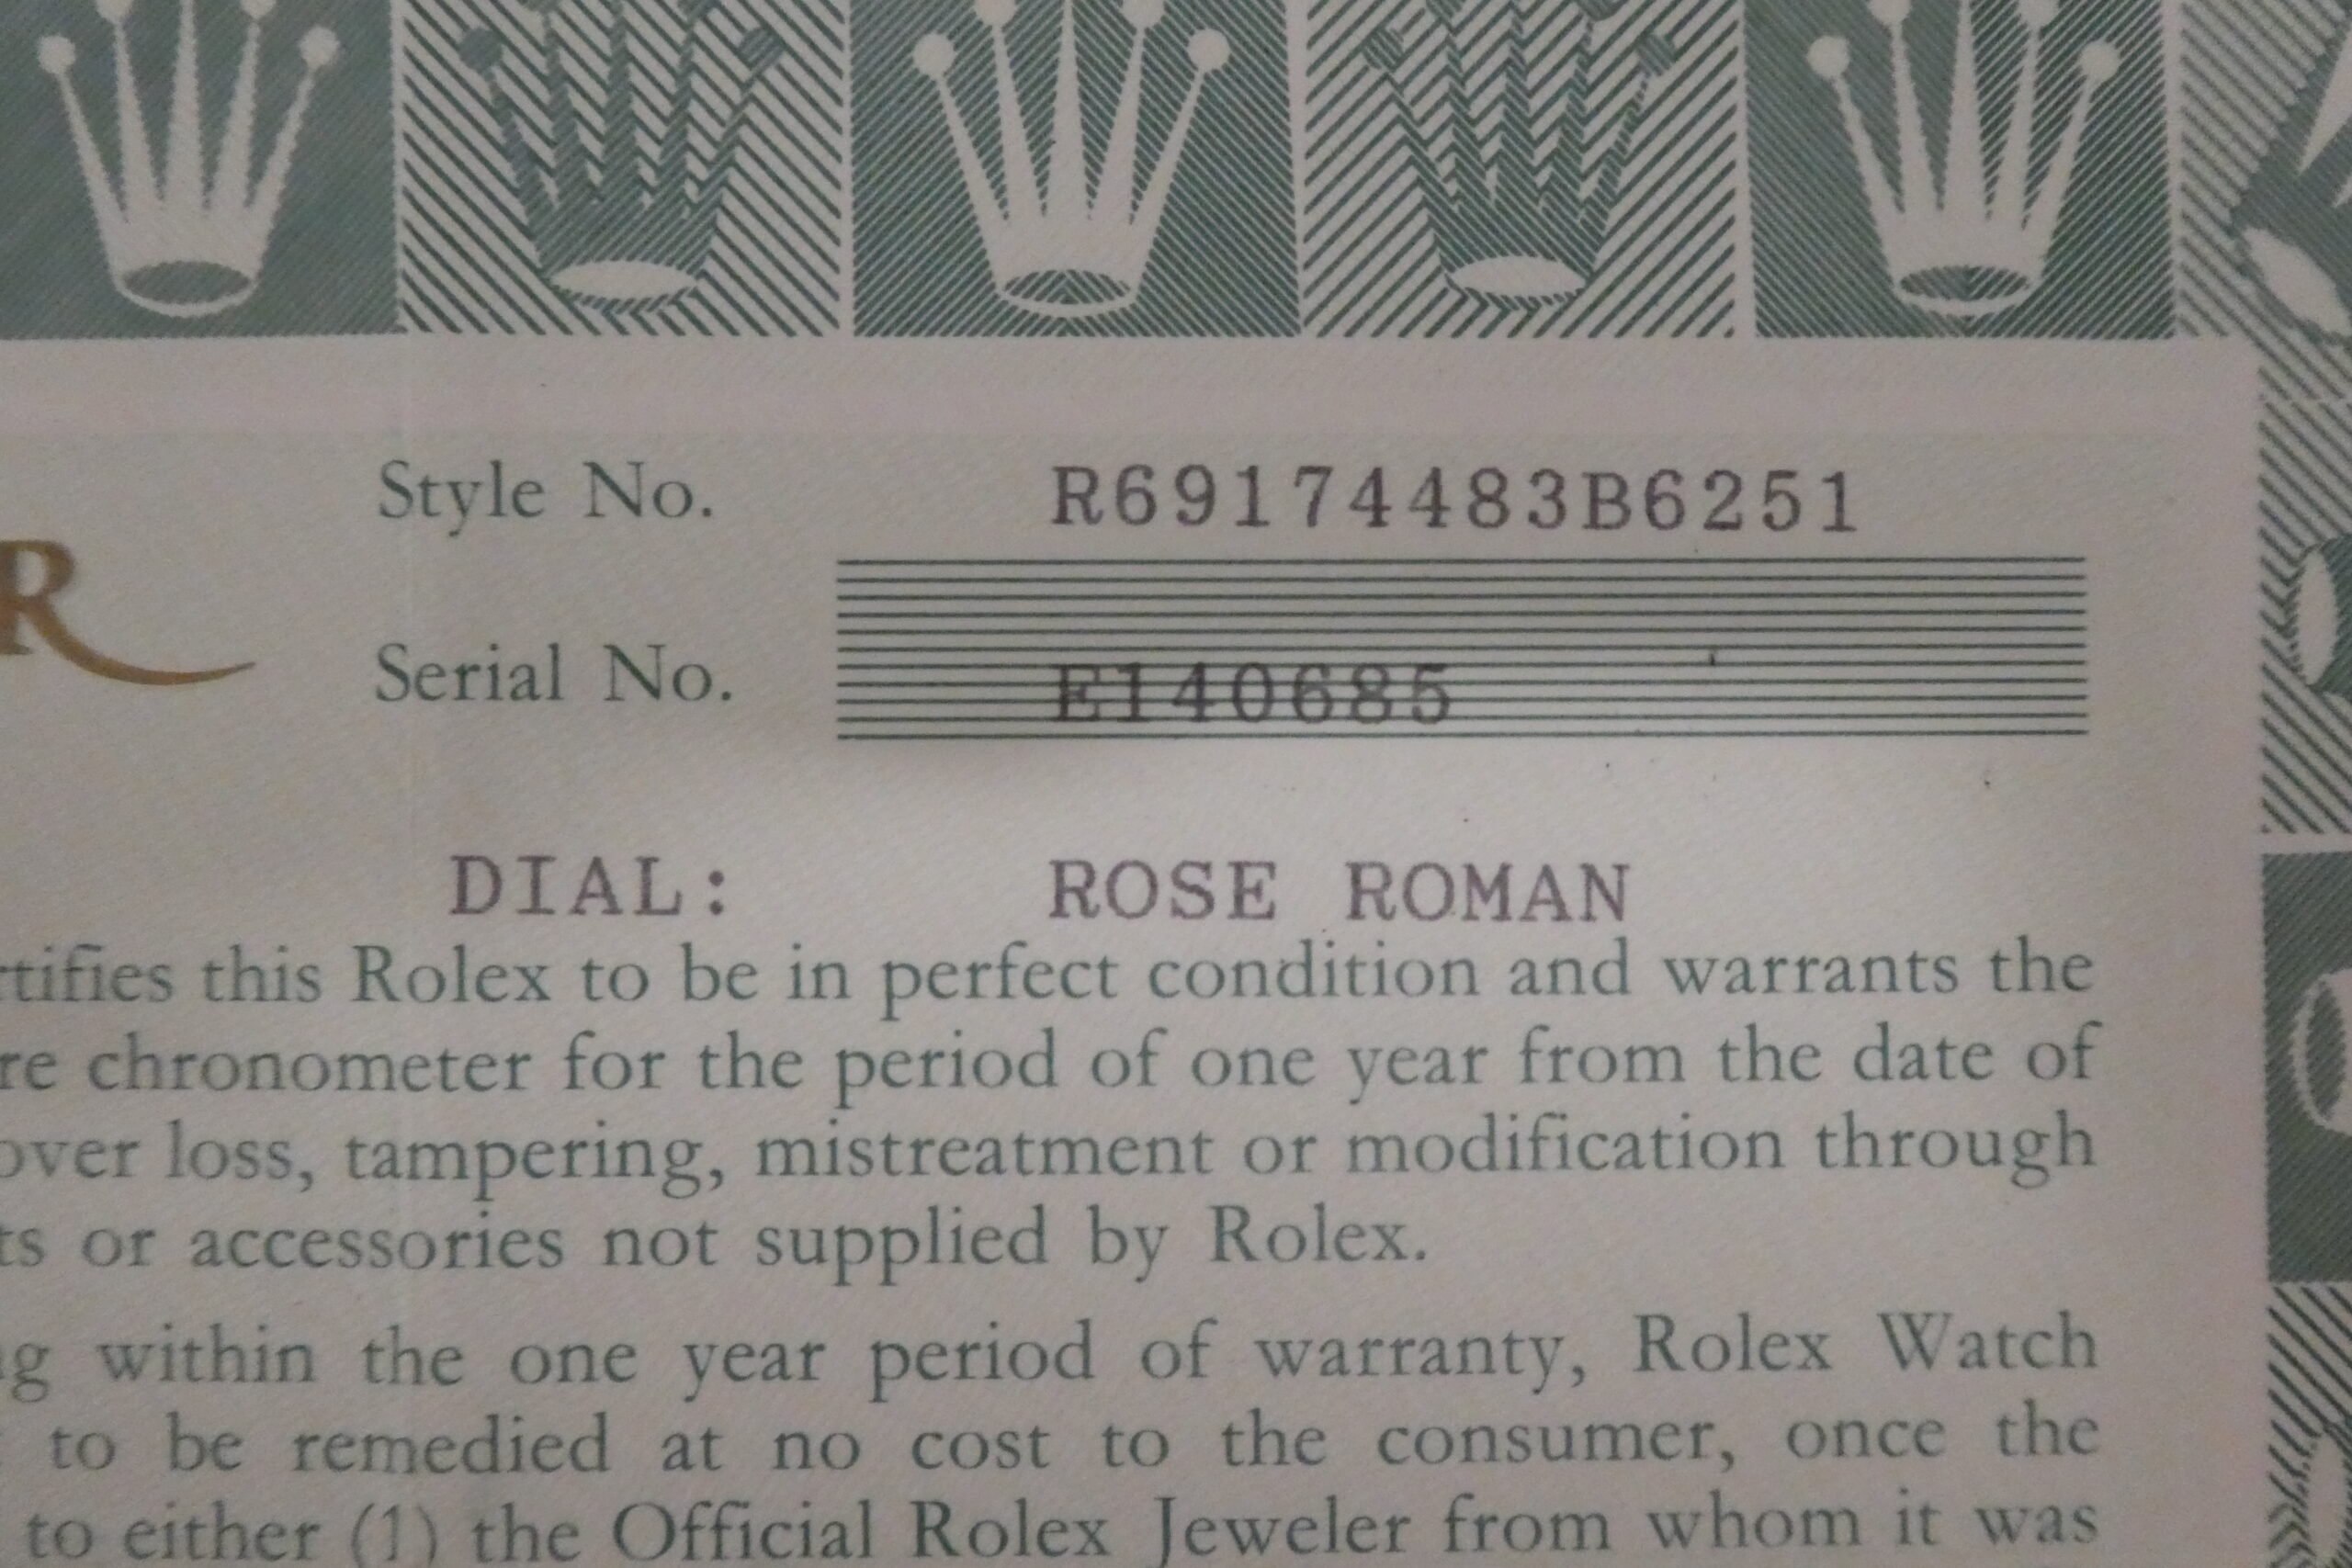 Style No. R69174483B6251
R
Serial No. E140685
DIAL: ROSE ROMAN
rtifies this Rolex to be in perfect condition and warrants the
re chronometer for the period of one year from the date of
over loss, tampering, mistreatment or modification through
ts or accessories not supplied by Rolex.
ng within the one year period of warranty, Rolex Watch
to be remedied at no cost to the consumer, once the
to either (1) the Official Rolex Jeweler from whom it was